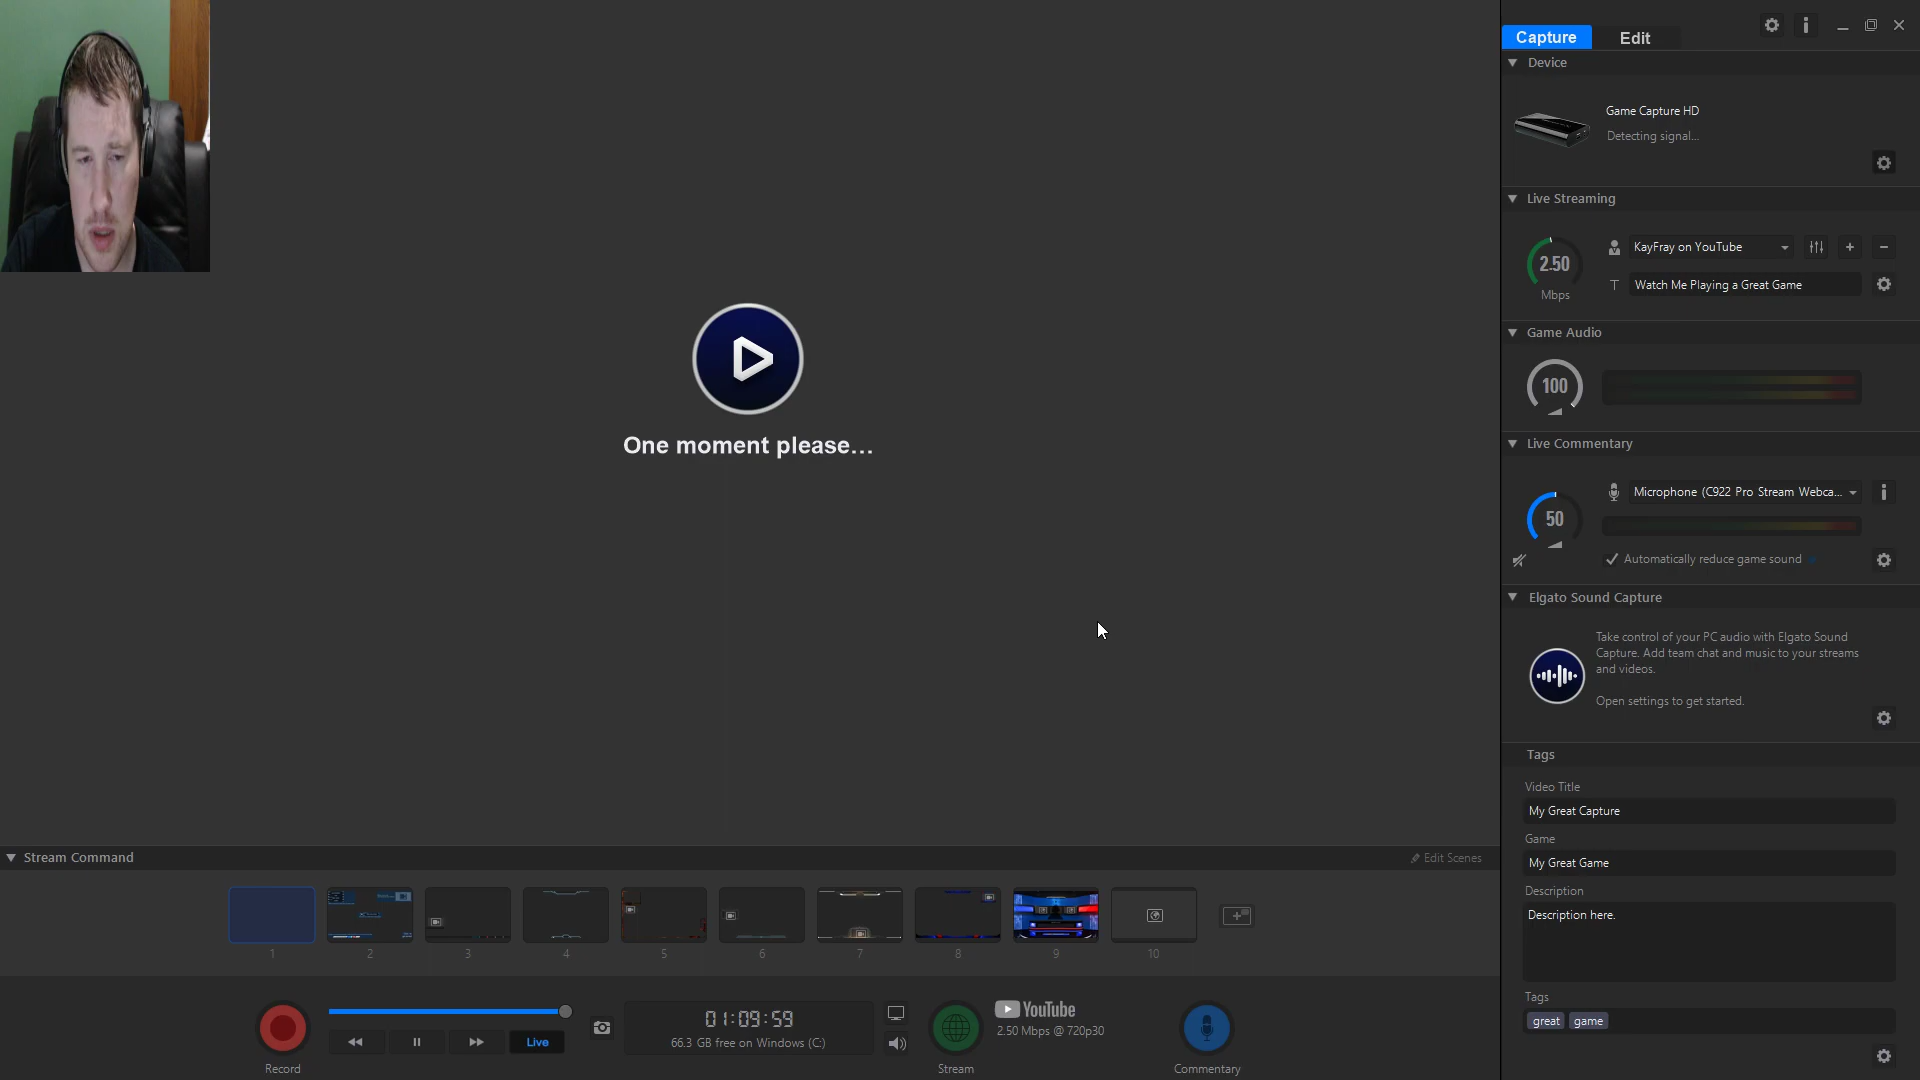 Capture
Edit
Device
Game Capture HD
Detecting signal...
Live Streaming
2.50
Mbps
KayFray on YouTube
T
Watch Me Playing a Great Game
Game Audio
100
Live Commentary
50
Microphone (C922 Pro Stream Webca...
Automatically reduce game sound
Elgato Sound Capture
Take control of your PC audio with Elgato Sound
Capture. Add team chat and music to your streams
and videos.
Open settings to get started.
Tags
Video Title
My Great Capture
Game
My Great Game
Description
Description here.
Tags
great game
One moment please...
Stream Command
Edit Scenes
1 2 3 4 5 6 7 8 9 10
Record
Live
01:09:59
66.3 GB free on Windows (C:)
Stream
YouTube
2.50 Mbps @ 720p30
Commentary